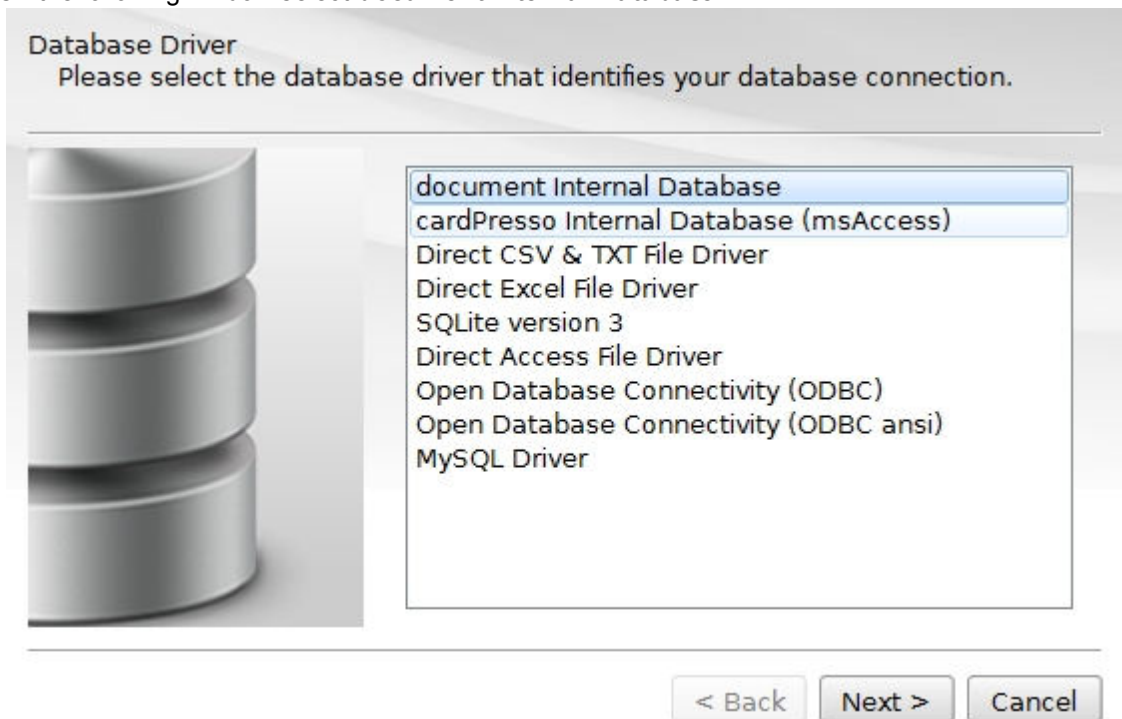 Database Driver
Please select the database driver that identifies your database connection.
document Internal Database
cardPresso Internal Database (msAccess)
Direct CSV & TXT File Driver
Direct Excel File Driver
SQLite version 3
Direct Access File Driver
Open Database Connectivity (ODBC)
Open Database Connectivity (ODBC ansi)
MySQL Driver
< Back Next > Cancel